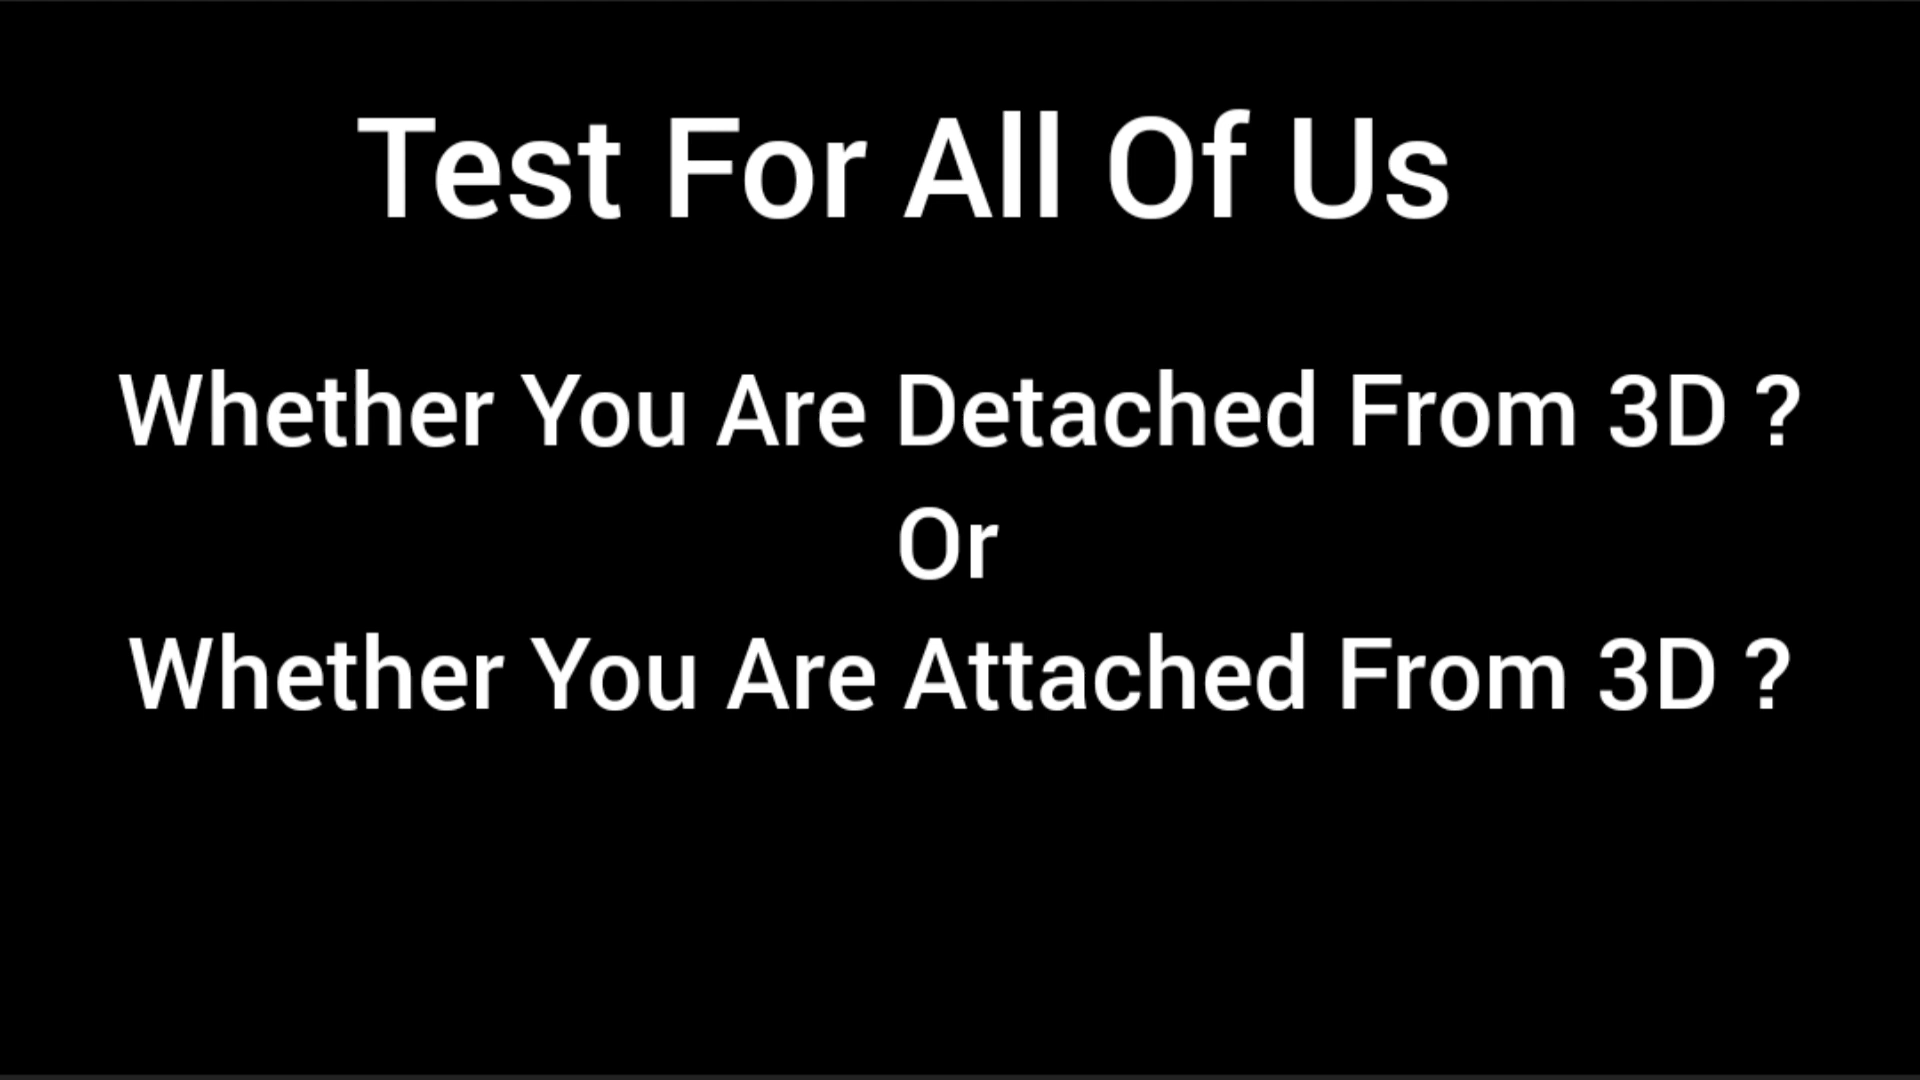 Test For All Of Us
Whether You Are Detached From 3D ?
Or
Whether You Are Attached From 3D ?